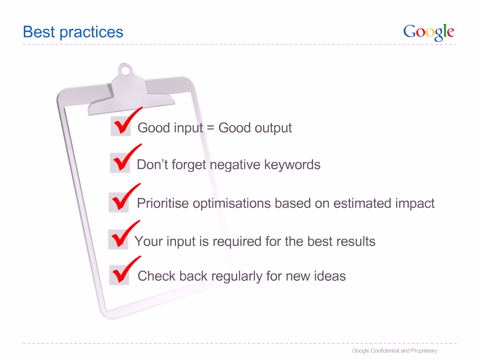 Best practices
Google
Good input = Good output
Don't forget negative keywords
Prioritise optimisations based on estimated impact
Your input is required for the best results
Check back regularly for new ideas
Google Confidential and Proprietary